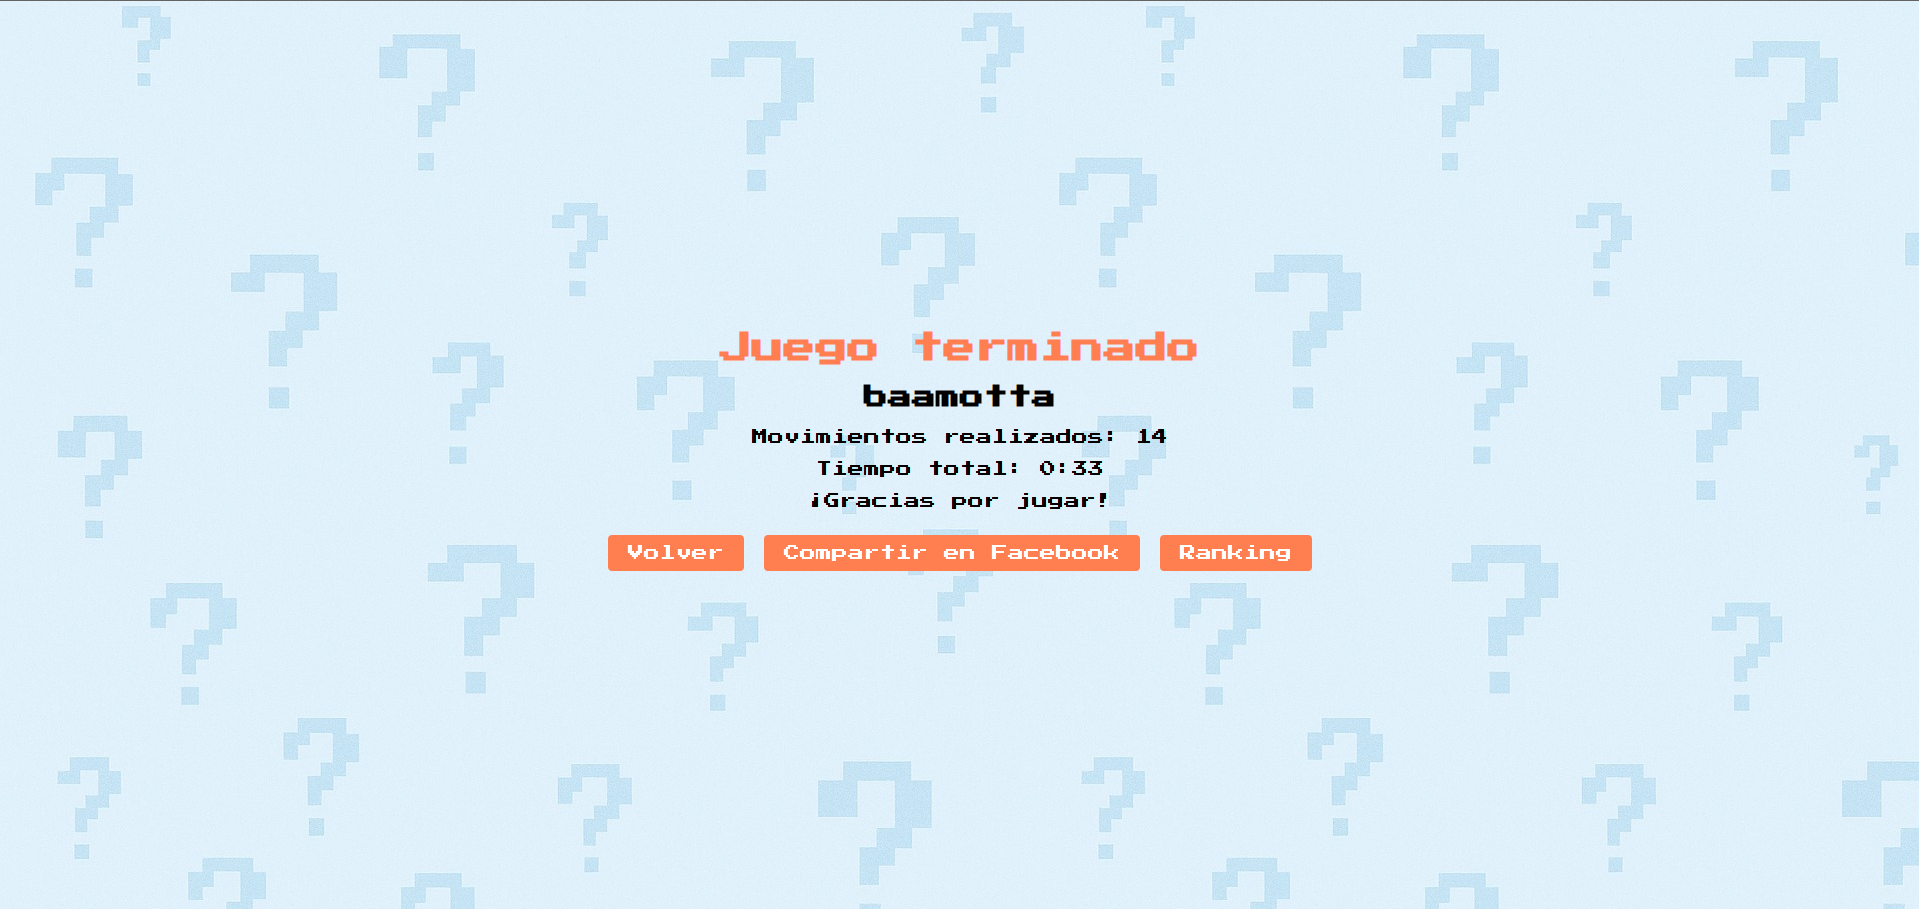 Juego terminado
baamotta
Movimientos realizados: 14
Tiempo total: 0:33
¡Gracias por jugar!
Volver
Compartir en Facebook
Ranking